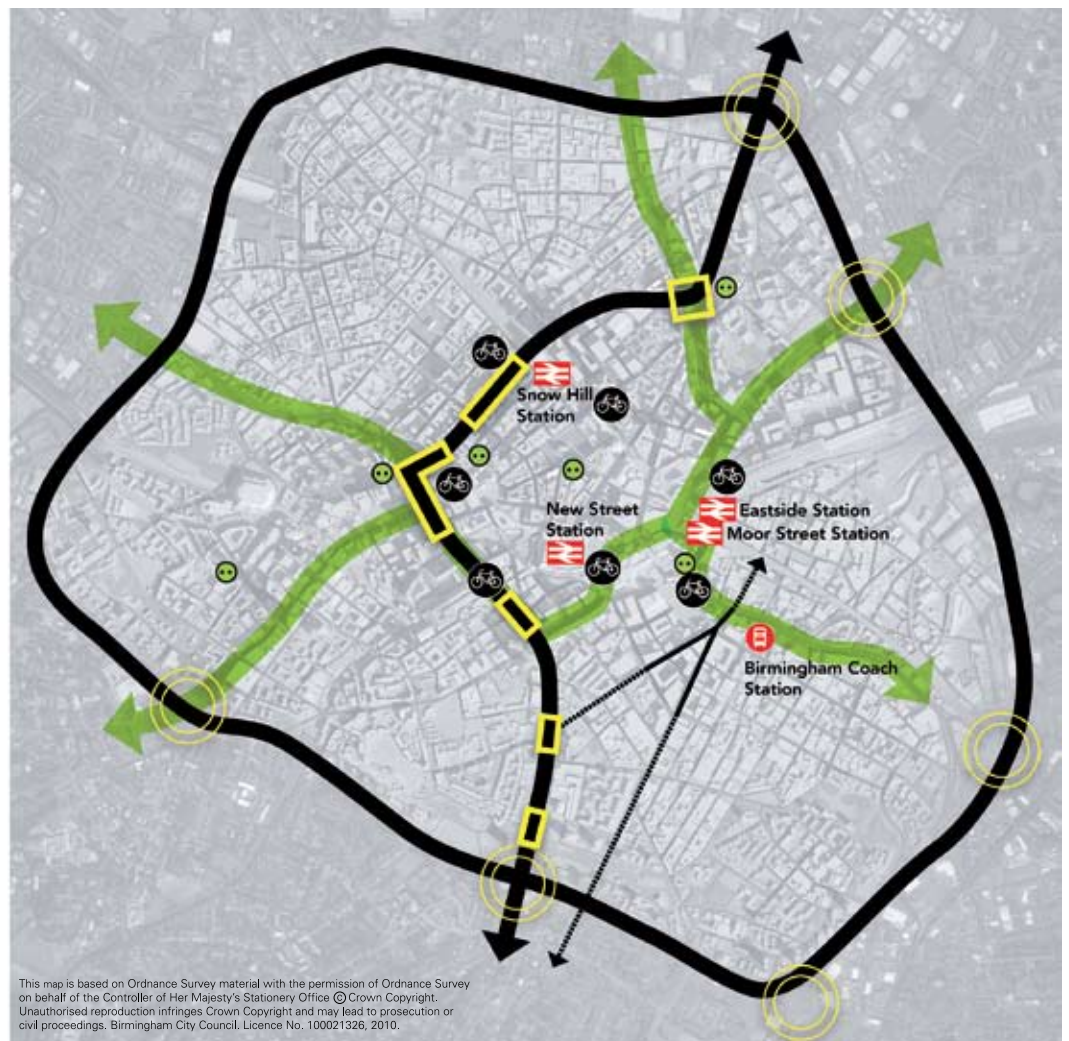 Snow Hill
Station
New Street
Station
Eastside Station
Moor Street Station
Birmingham Coach
Station
This map is based on Ordnance Survey material with the permission of Ordnance Survey
on behalf of the Controller of Her Majesty's Stationery Office © Crown Copyright.
Unauthorised reproduction infringes Crown Copyright and may lead to prosecution or
civil proceedings. Birmingham City Council. Licence No. 100021326, 2010.